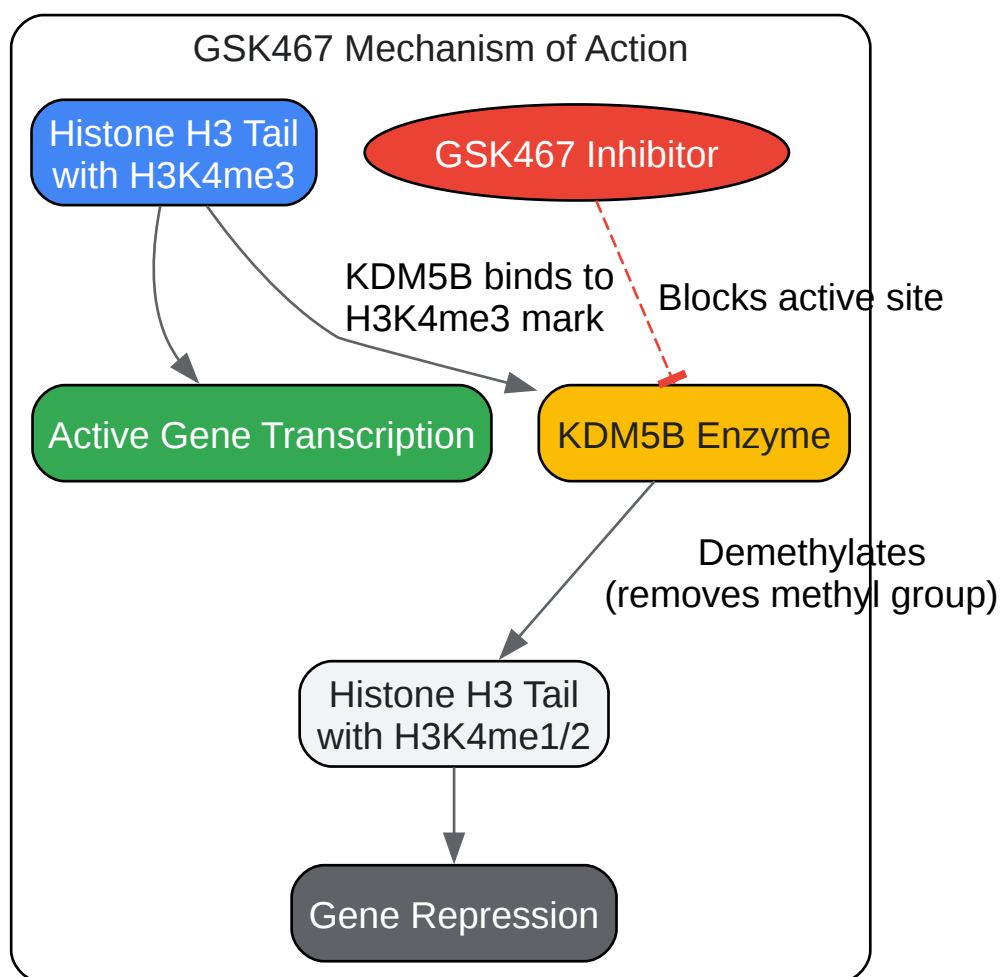 GSK467 Mechanism of Action
Histone H3 Tail
with H3K4me3
GSK467 Inhibitor
KDM5B binds to
H3K4me3 mark
Blocks active site
Active Gene Transcription
KDM5B Enzyme
Demethylates
(removes methyl group)
Histone H3 Tail
with H3K4me1/2
Gene Repression